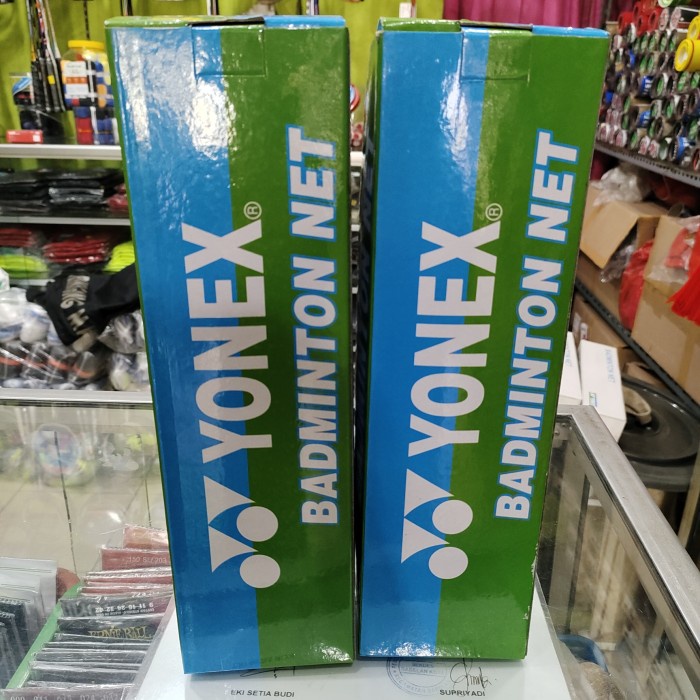 YONEX®
BADMINTON NET
YONEX®
BADMINTON NET
EKI SETIA BUDI
SUPRIYADI